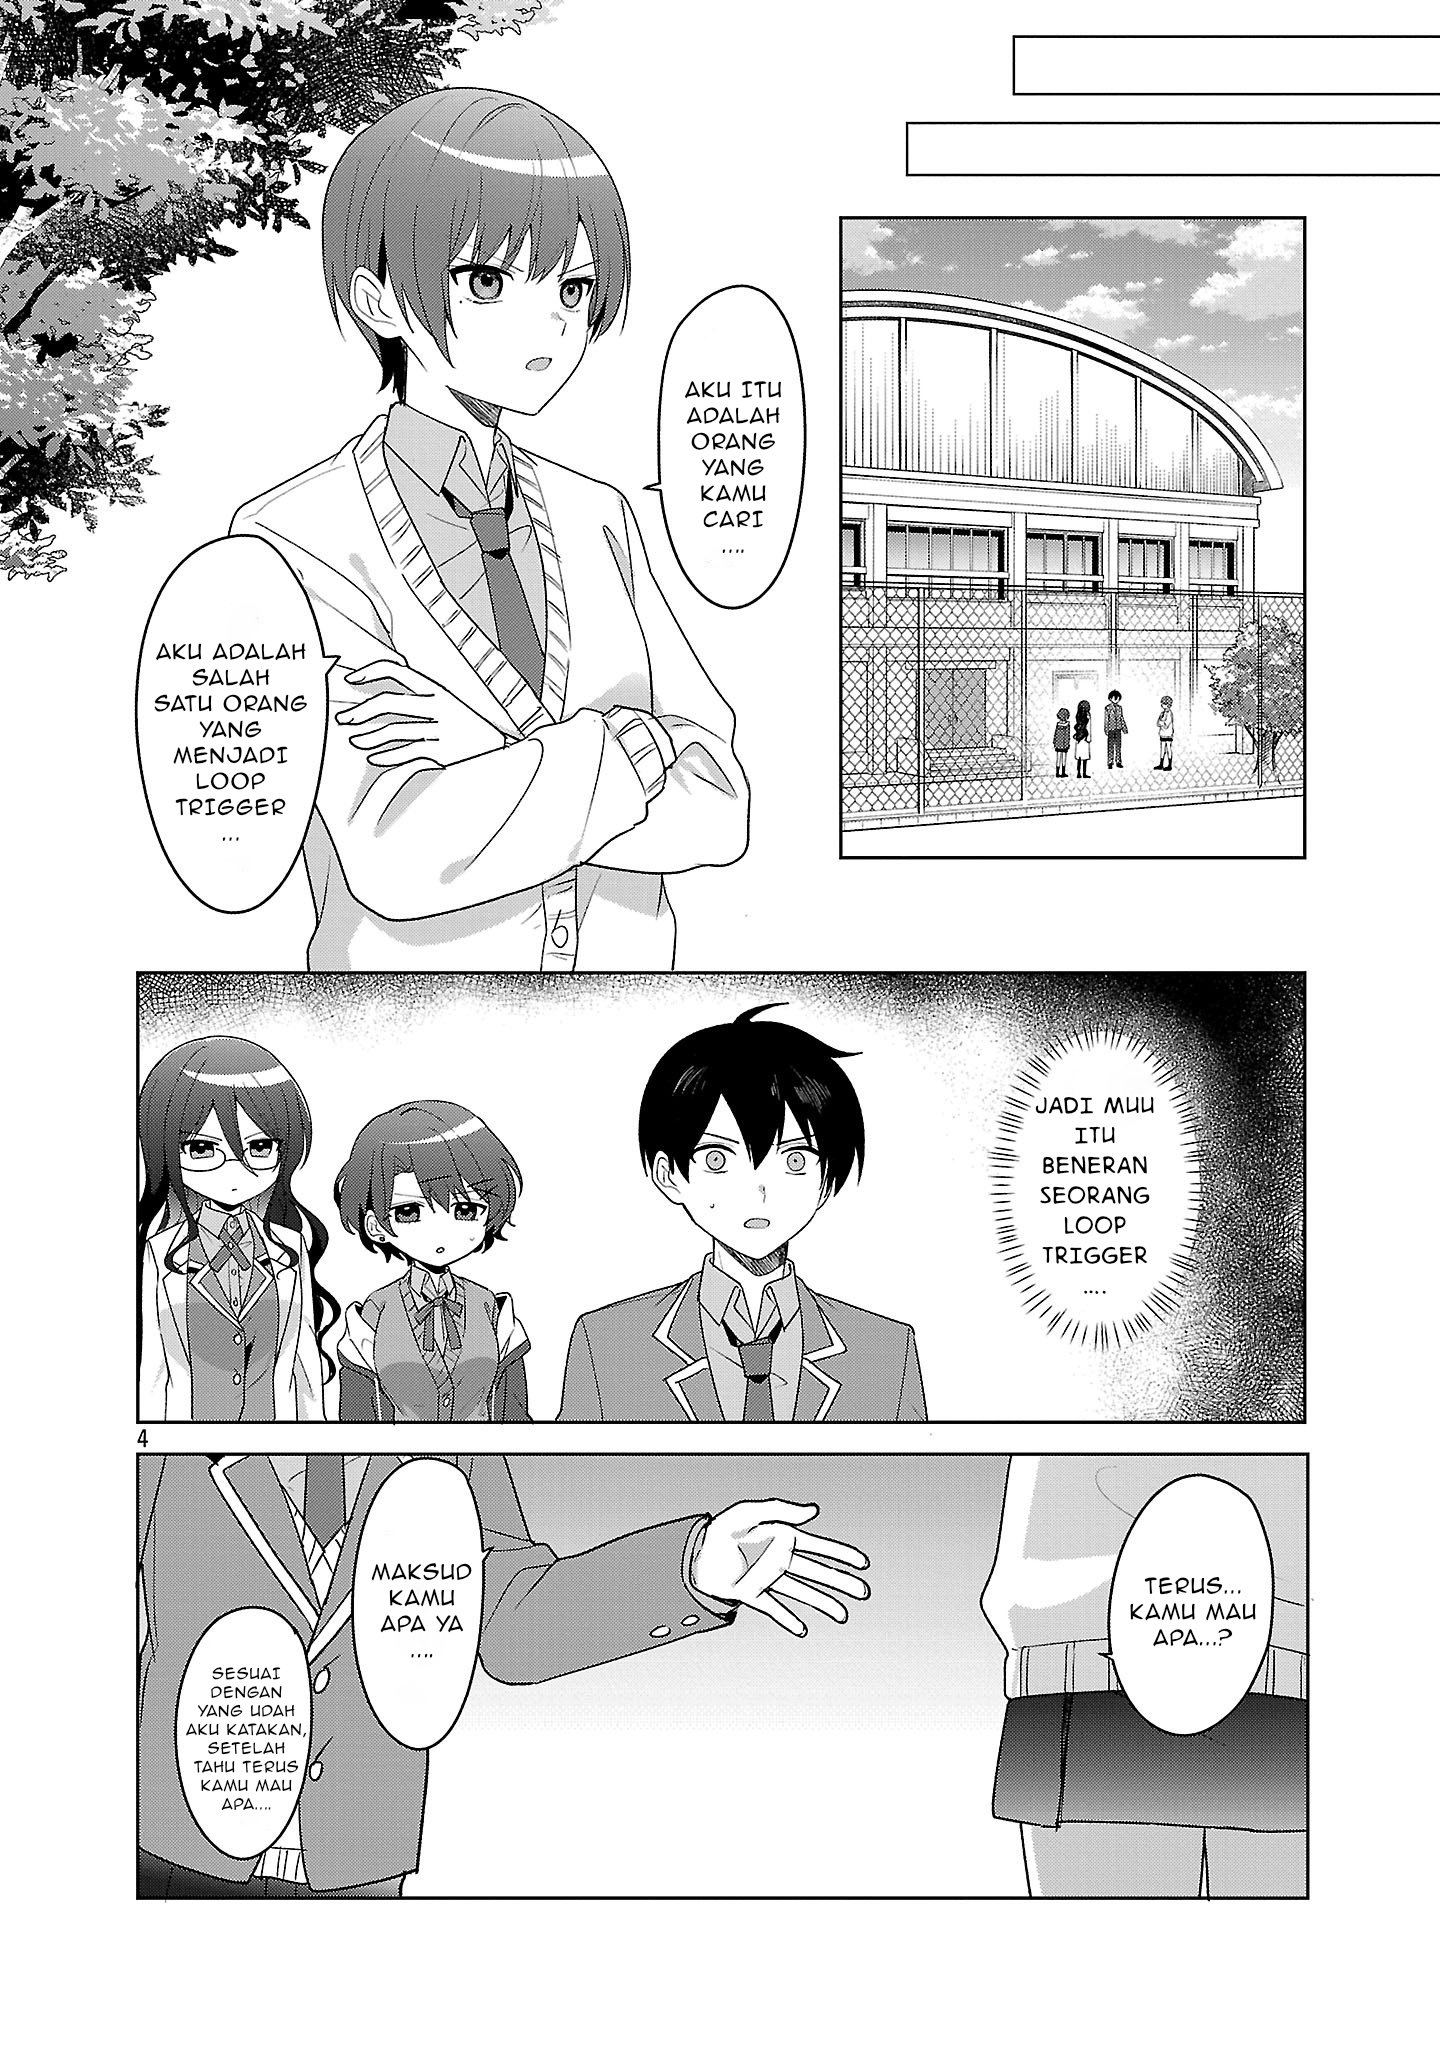 AKU ITU
ADALAH
ORANG
YANG
KAMU
CARI
....
AKU ADALAH
SALAH
SATU ORANG
YANG
MENJADI
LOOP
TRIGGER
...
JADI MUU
ITU
BENERAN
SEORANG
LOOP
TRIGGER
....
4
TERUS...
KAMU MAU
APA...?
MAKSUD
KAMU
APA YA
....
SESUAI
DENGAN
YANG UDAH
AKU KATAKAN,
SETELAH
TAHU TERUS
KAMU MAU
APA....